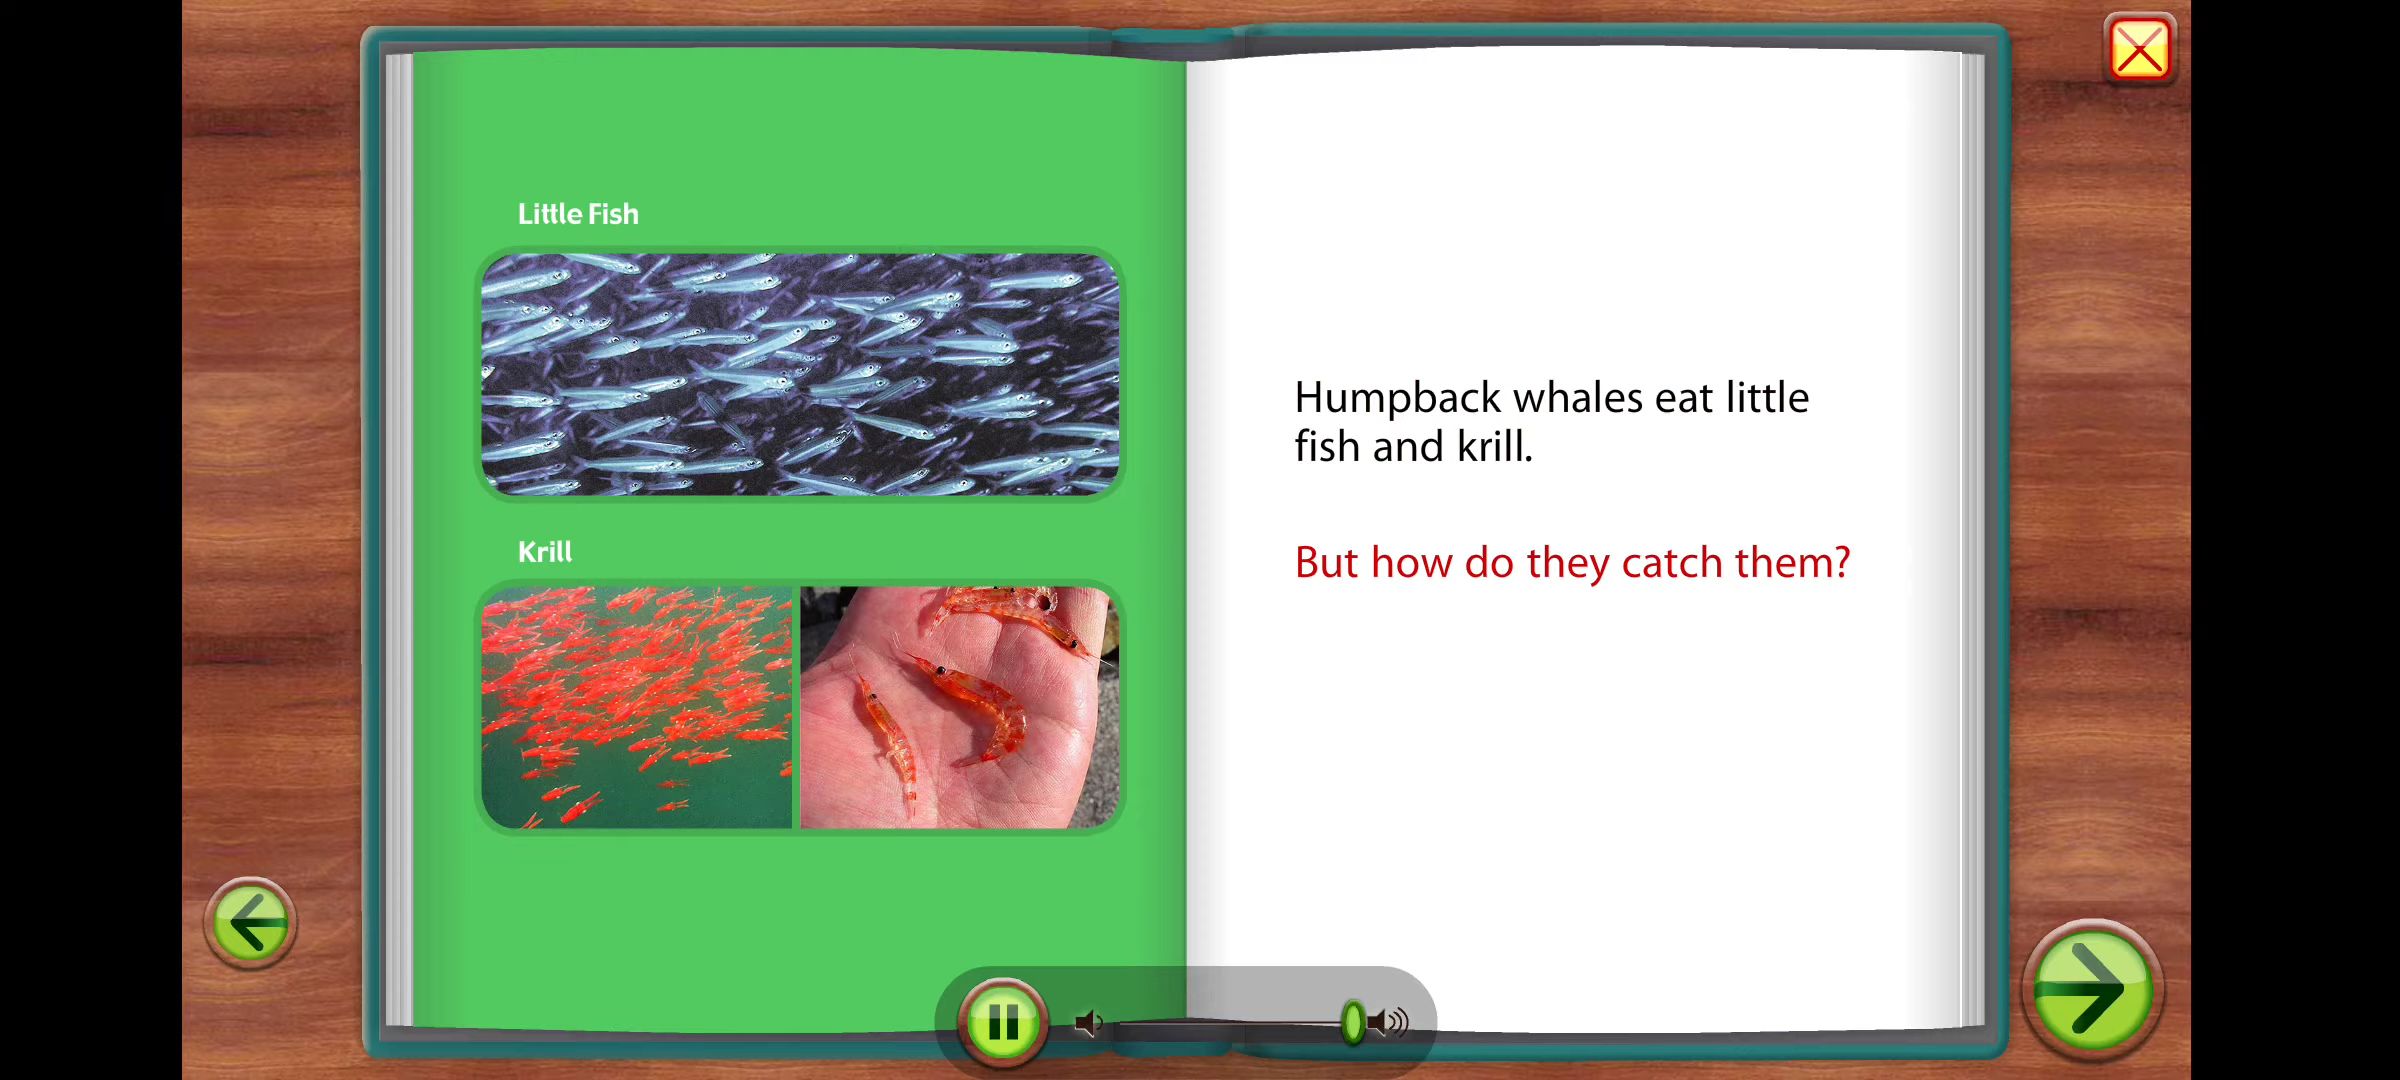 Little Fish
Krill
Humpback whales eat little
fish and krill.
But how do they catch them?